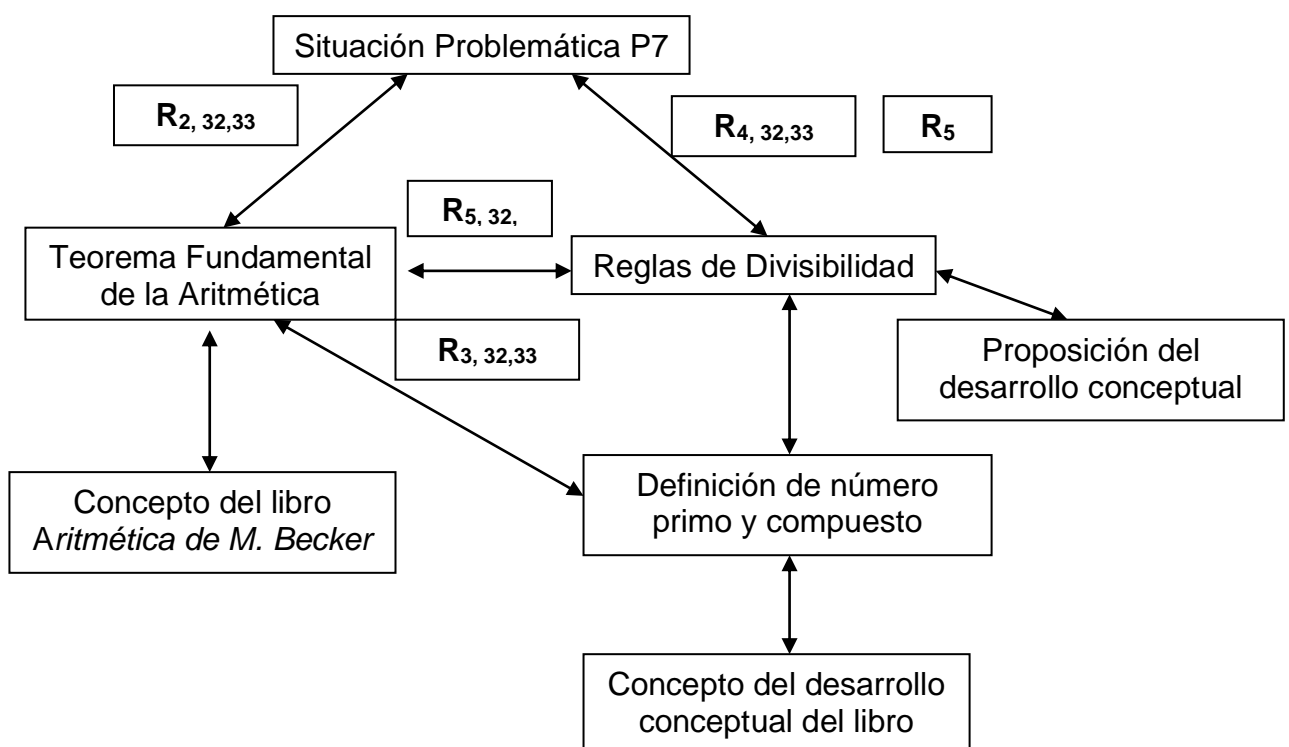 Situación Problemática P7
R2, 32,33
R4, 32,33
R5
R5, 32,
Teorema Fundamental
de la Aritmética
Reglas de Divisibilidad
R3, 32,33
Proposición del
desarrollo conceptual
Concepto del libro
Aritmética de M. Becker
Definición de número
primo y compuesto
Concepto del desarrollo
conceptual del libro